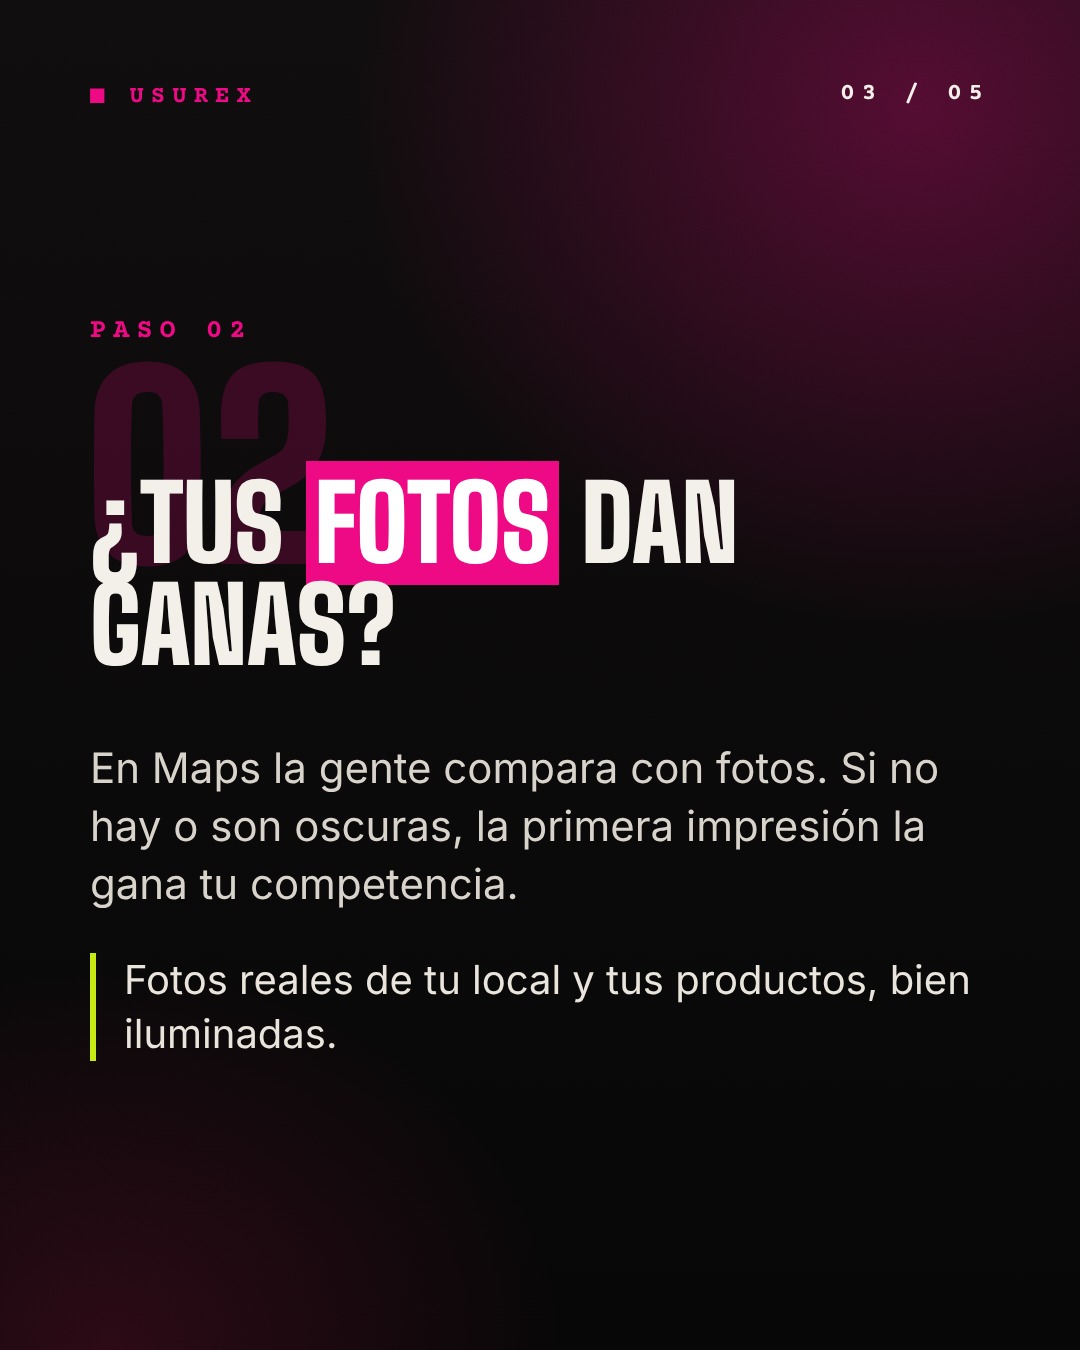 USUREX
03 / 05
PASO 02
02
¿TUS FOTOS DAN
GANAS?
En Maps la gente compara con fotos. Si no
hay o son oscuras, la primera impresión la
gana tu competencia.
Fotos reales de tu local y tus productos, bien
iluminadas.